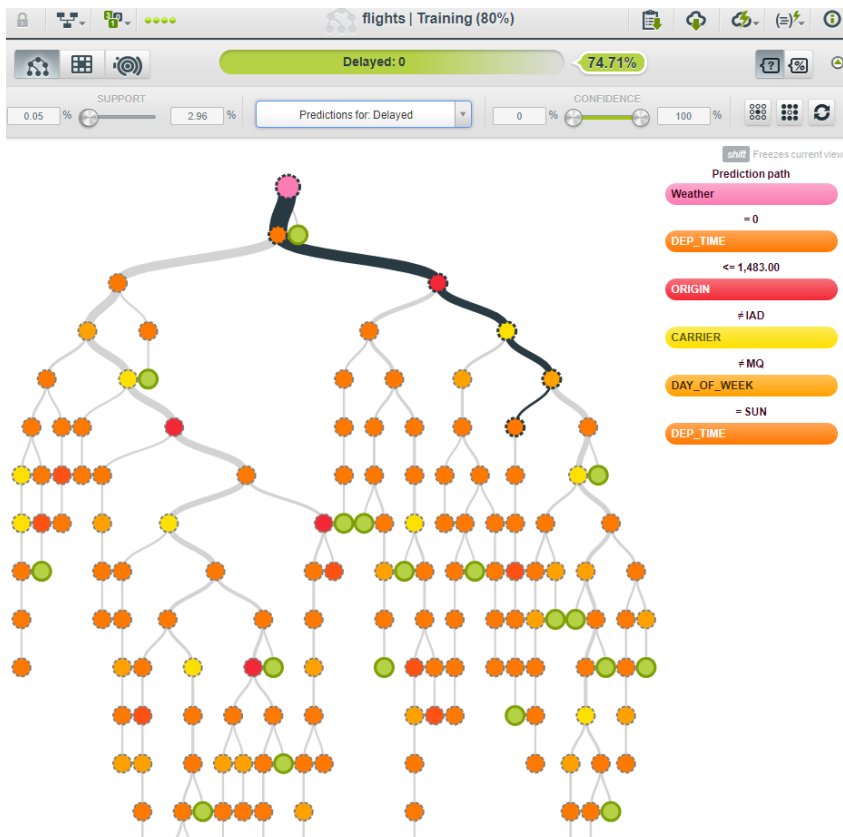 flights | Training (80%)
Delayed: 0
74.71%
SUPPORT
0.05 %
2.96 %
Predictions for: Delayed
CONFIDENCE
0 %
100 %
shift Freezes current view
Prediction path
Weather
= 0
DEP_TIME
<= 1,483.00
ORIGIN
≠ IAD
CARRIER
≠ MQ
DAY_OF_WEEK
= SUN
DEP_TIME